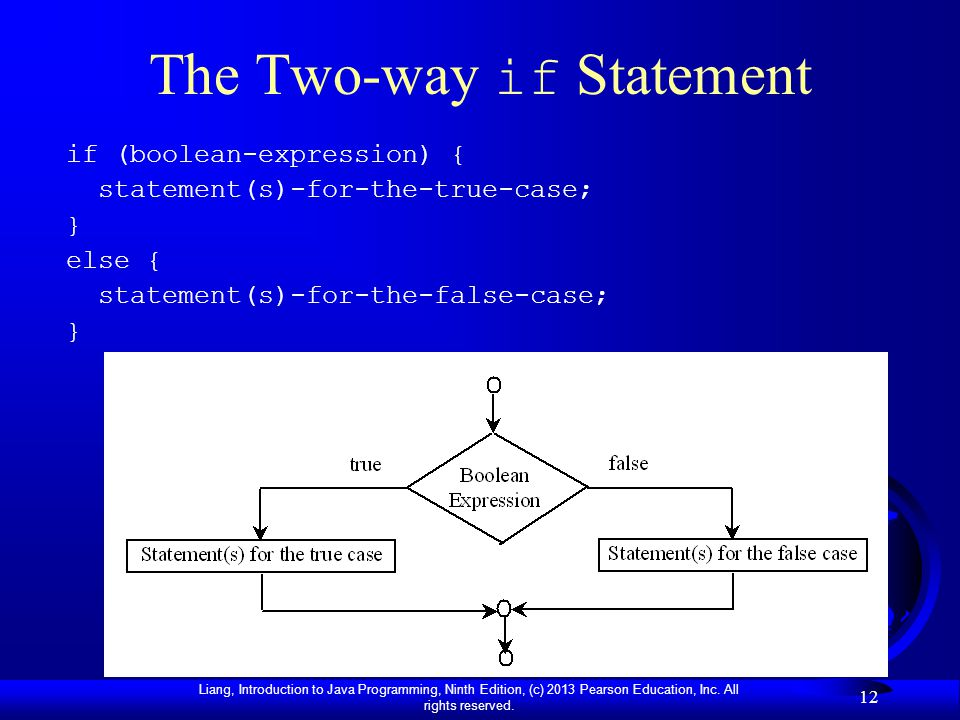 The Two-way if Statement
if (boolean-expression) {
  statement(s)-for-the-true-case;
}
else {
  statement(s)-for-the-false-case;
}
true
false
Boolean
Expression
Statement(s) for the true case
Statement(s) for the false case
Liang, Introduction to Java Programming, Ninth Edition, (c) 2013 Pearson Education, Inc. All
rights reserved.
12